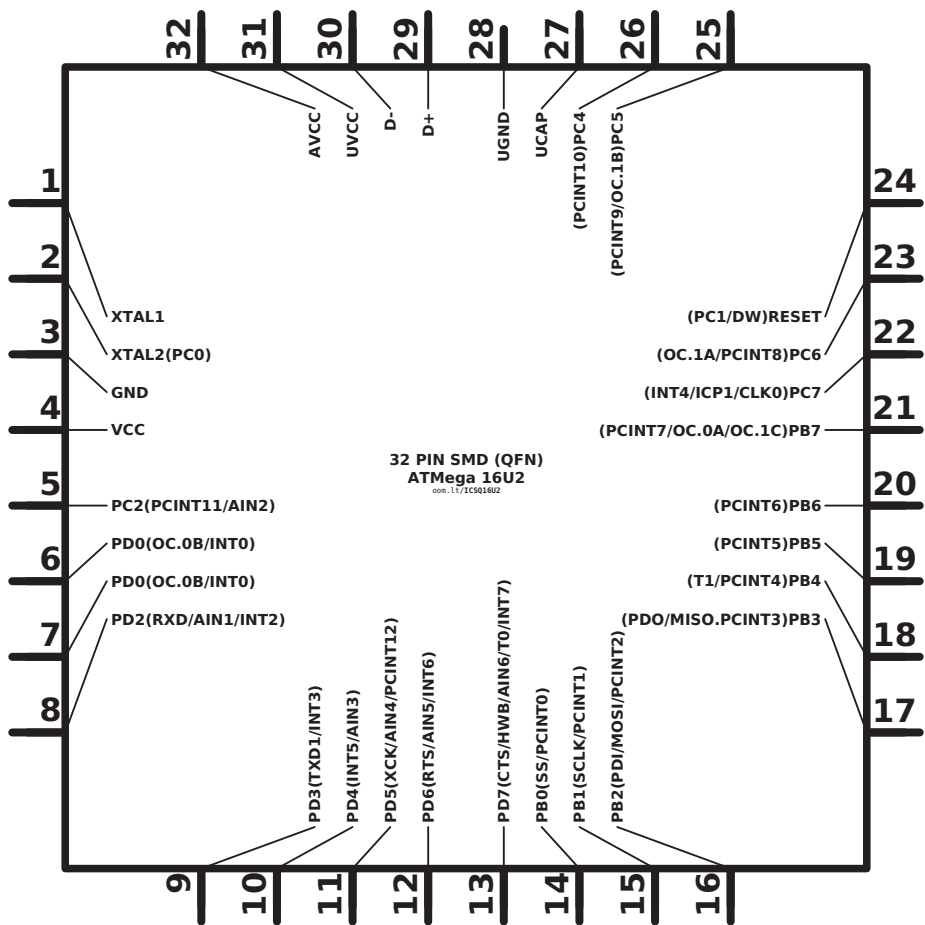 32
31
30
29
28
27
26
25
AVCC
UVCC
D-
D+
UGND
UCAP
(PCINT10)PC4
(PCINT9/OC.1B)PC5
1
2
3
4
5
6
7
8
XTAL1
XTAL2(PC0)
GND
VCC
PC2(PCINT11/AIN2)
PD0(OC.0B/INT0)
PD0(OC.0B/INT0)
PD2(RXD/AIN1/INT2)
32 PIN SMD (QFN)
ATMega 16U2
oom.lt/ICSQ16U2
24
23
22
21
20
19
18
17
(PC1/DW)RESET
(OC.1A/PCINT8)PC6
(INT4/ICP1/CLK0)PC7
(PCINT7/OC.0A/OC.1C)PB7
(PCINT6)PB6
(PCINT5)PB5
(T1/PCINT4)PB4
(PDO/MISO.PCINT3)PB3
PD3(TXD1/INT3)
PD4(INT5/AIN3)
PD5(XCK/AIN4/PCINT12)
PD6(RTS/AIN5/INT6)
PD7(CTS/HWB/AIN6/T0/INT7)
PB0(SS/PCINT0)
PB1(SCLK/PCINT1)
PB2(PDI/MOSI/PCINT2)
9
10
11
12
13
14
15
16